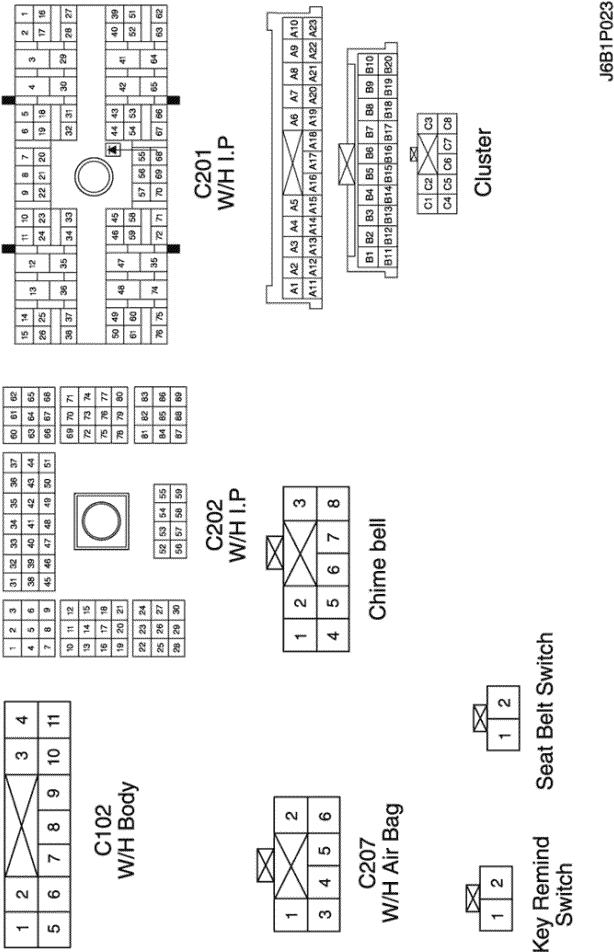 1 2 3 4
5 6 7 8 9 10 11
C102
W/H Body
1 2 3
4 5 6
7 8 9
10 11 12
13 14 15
16 17 18
19 20 21
22 23 24
25 26 27
28 29 30
31 32 33 34 35 36 37
38 39 40 41 42 43 44
45 46 47 48 49 50 51
52 53 54 55
56 57 58 59
60 61 62
63 64 65
66 67 68
69 70 71
72 73 74
75 76 77
78 79 80
81 82 83
84 85 86
87 88 89
C202
W/H I.P
15 14 13 12 11 10 9 8 7 6 5 4 3 2 1
26 25 24 23 22 21 20 19 18 17 16
38 37 36 35 34 33 32 31 30 29 28 27
50 49 48 47 46 45 44 43 42 41 40 39
61 60 59 58 57 56 55 54 53 52 51
76 75 74 35 72 71 70 69 68 67 66 65 64 63 62
C201
W/H I.P
1 2
3 4 5 6
C207
W/H Air Bag
1 2 3
4 5 6 7 8
Chime bell
A1 A2 A3 A4 A5 A6 A7 A8 A9 A10
A11 A12 A13 A14 A15 A16 A17 A18 A19 A20 A21 A22 A23
B1 B2 B3 B4 B5 B6 B7 B8 B9 B10
B11 B12 B13 B14 B15 B16 B17 B18 B19 B20
C1 C2 C3
C4 C5 C6 C7 C8
Cluster
1 2
Key Remind
Switch
1 2
Seat Belt Switch
J6B1P023